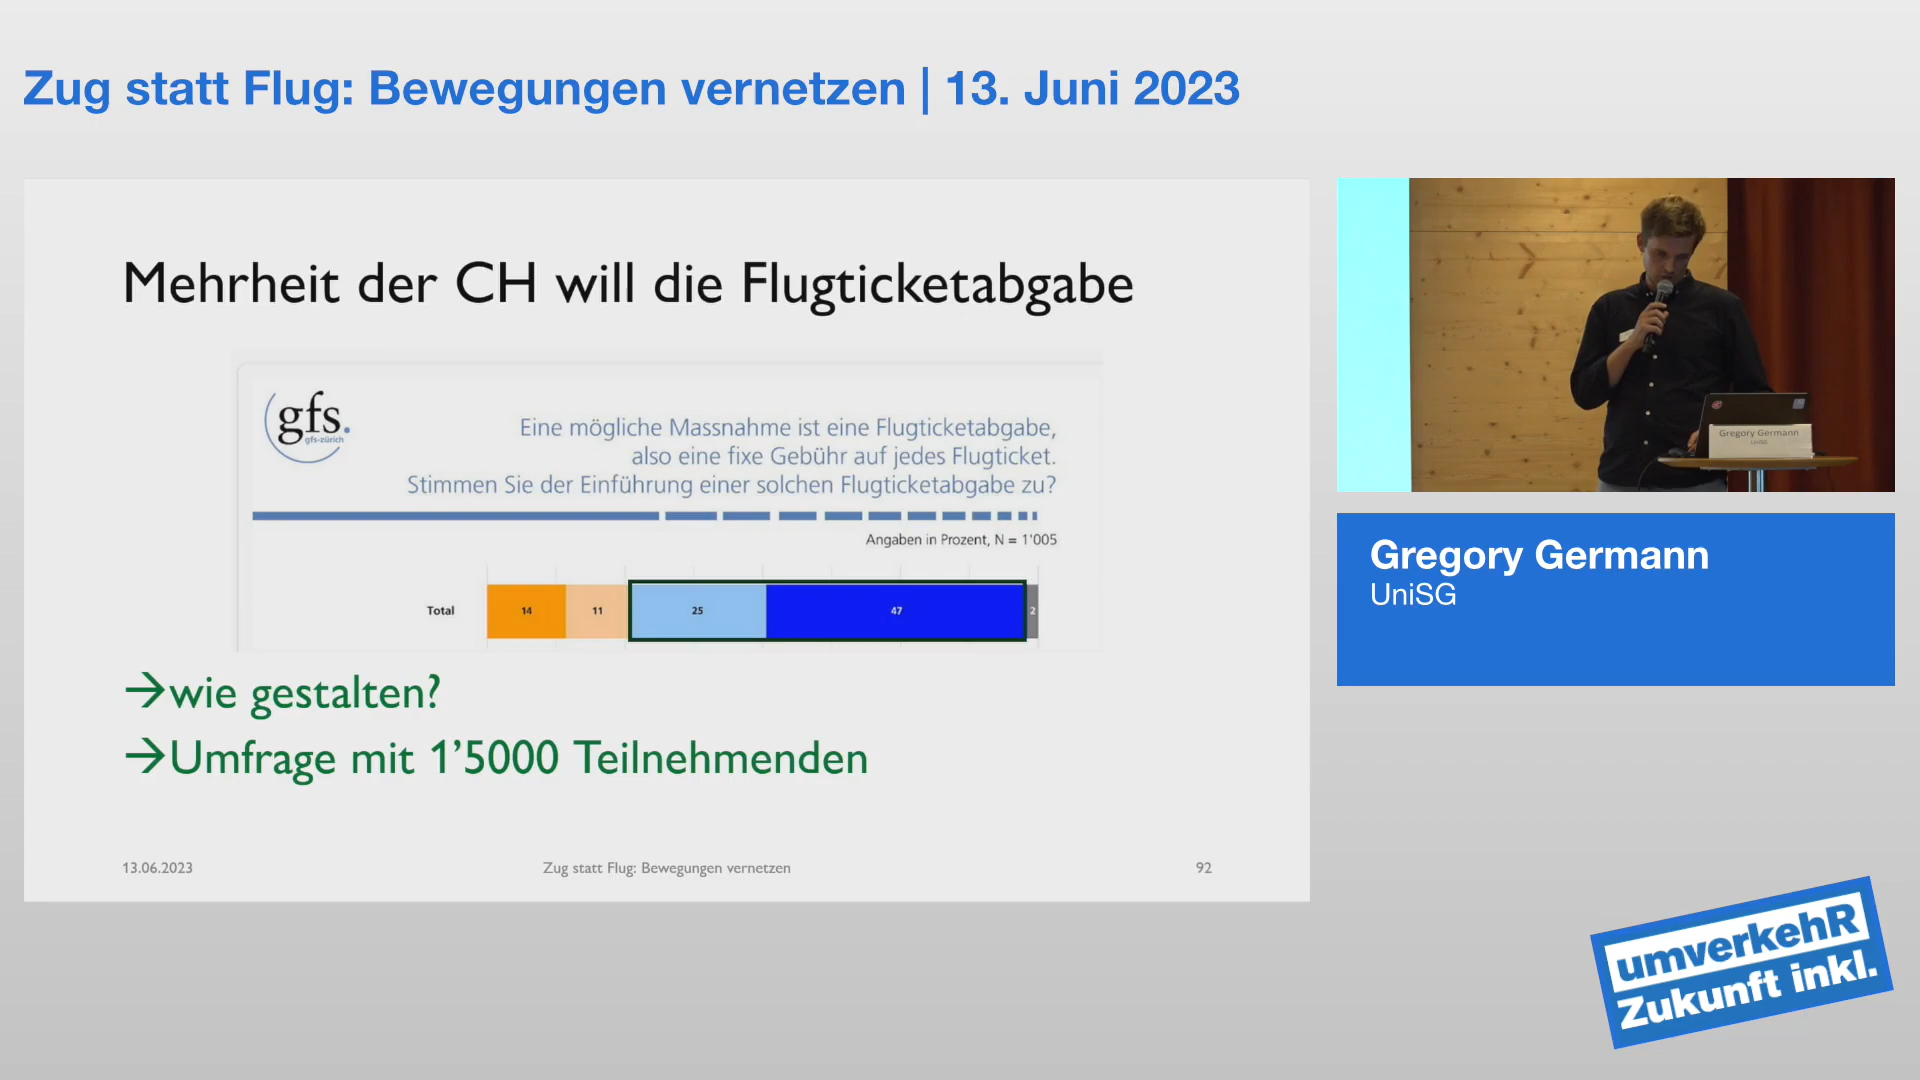 Zug statt Flug: Bewegungen vernetzen | 13. Juni 2023
Mehrheit der CH will die Flugticketabgabe
gfs.
gfs-zürich
Eine mögliche Massnahme ist eine Flugticketabgabe,
also eine fixe Gebühr auf jedes Flugticket.
Stimmen Sie der Einführung einer solchen Flugticketabgabe zu?
Angaben in Prozent, N = 1'005
Total 14 11 25 47 2
→wie gestalten?
→Umfrage mit 1’5000 Teilnehmenden
13.06.2023 Zug statt Flug: Bewegungen vernetzen 92
Gregory Germann
UniSG
Gregory Germann
UniSG
umverkehR
Zukunft inkl.